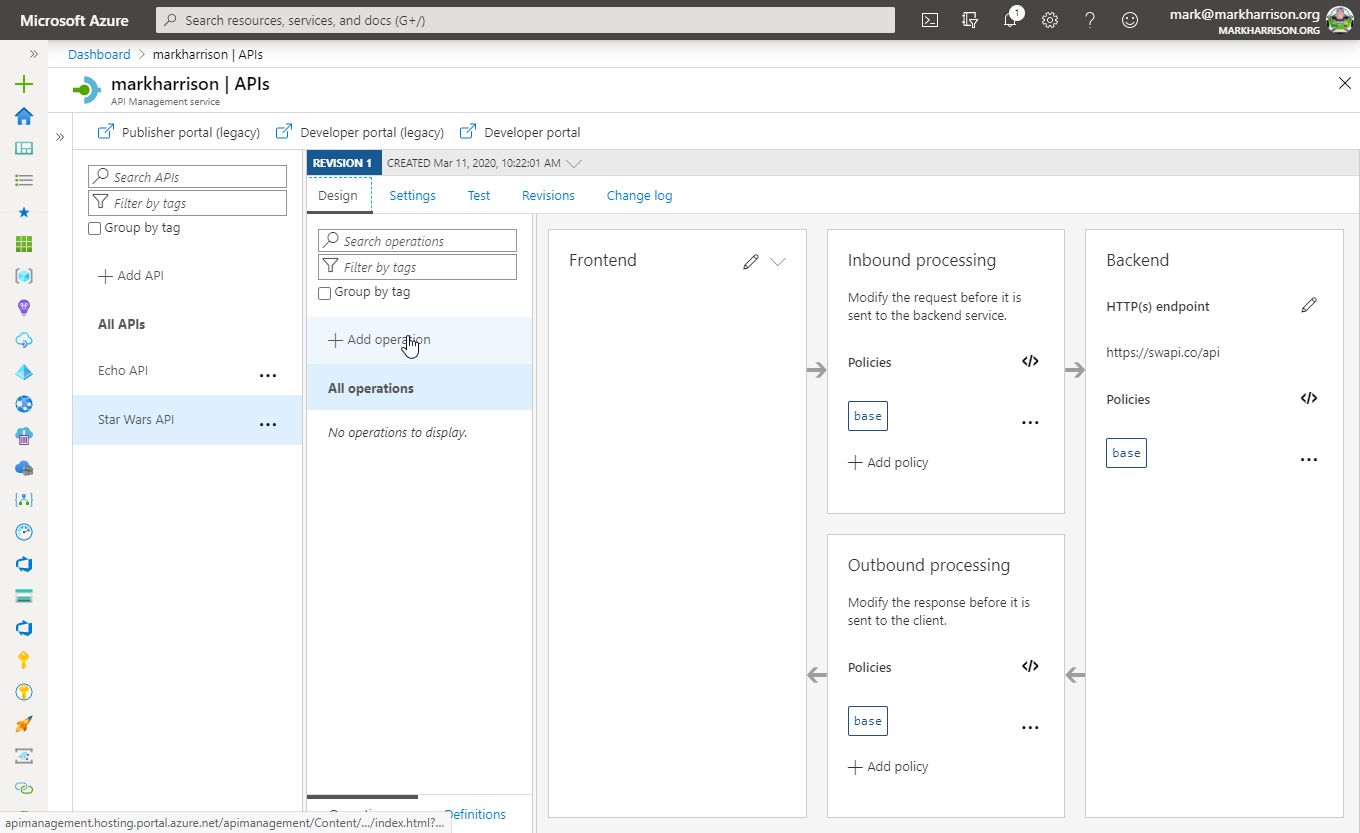 Microsoft Azure
Search resources, services, and docs (G+/)
1
mark@markharrison.org
MARKHARRISON.ORG
Dashboard > markharrison | APIs
markharrison | APIs
API Management service
Publisher portal (legacy)
Developer portal (legacy)
Developer portal
Search APIs
Filter by tags
Group by tag
Add API
All APIs
Echo API
Star Wars API
REVISION 1
CREATED Mar 11, 2020, 10:22:01 AM
Design
Settings
Test
Revisions
Change log
Search operations
Filter by tags
Group by tag
Add operation
All operations
No operations to display.
Definitions
Frontend
Inbound processing
Modify the request before it is
sent to the backend service.
Policies
</>
base
Add policy
Outbound processing
Modify the response before it is
sent to the client.
Policies
</>
base
Add policy
Backend
HTTP(s) endpoint
https://swapi.co/api
Policies
</>
base
apimanagement.hosting.portal.azure.net/apimanagement/Content/.../index.html?...